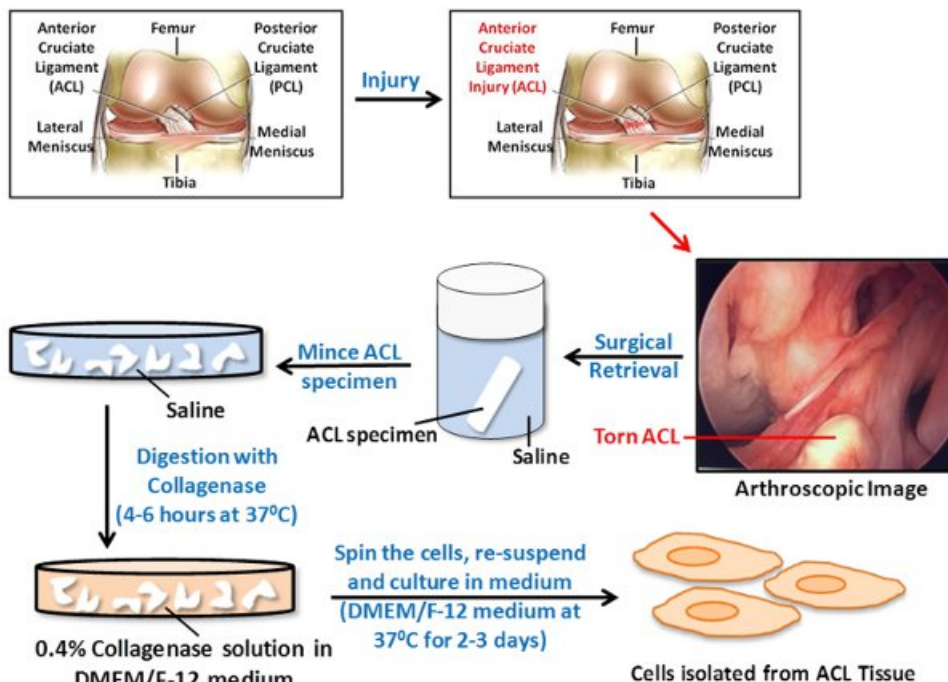 Anterior
Cruciate
Ligament
(ACL)
Femur
Posterior
Cruciate
Ligament
(PCL)
Lateral
Meniscus
Medial
Meniscus
Tibia
Injury
Anterior
Cruciate
Ligament
Injury (ACL)
Femur
Posterior
Cruciate
Ligament
(PCL)
Lateral
Meniscus
Medial
Meniscus
Tibia
Torn ACL
Arthroscopic Image
Surgical
Retrieval
ACL specimen
Saline
Mince ACL
specimen
Saline
Digestion with
Collagenase
(4-6 hours at 37⁰C)
0.4% Collagenase solution in
DMEM/F-12 medium
Spin the cells, re-suspend
and culture in medium
(DMEM/F-12 medium at
37⁰C for 2-3 days)
Cells isolated from ACL Tissue